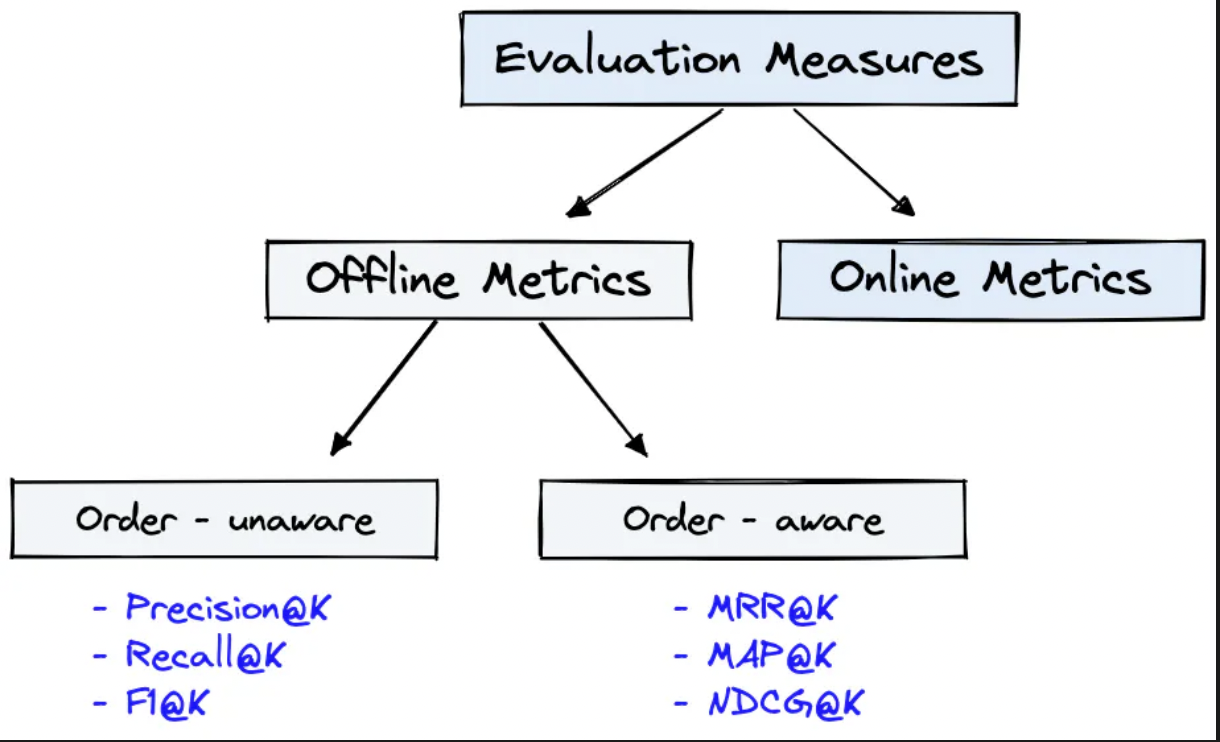 Evaluation Measures
Offline Metrics
Online Metrics
Order - unaware
Order - aware
- Precision@K
- Recall@K
- F1@K
- MRR@K
- MAP@K
- NDCG@K